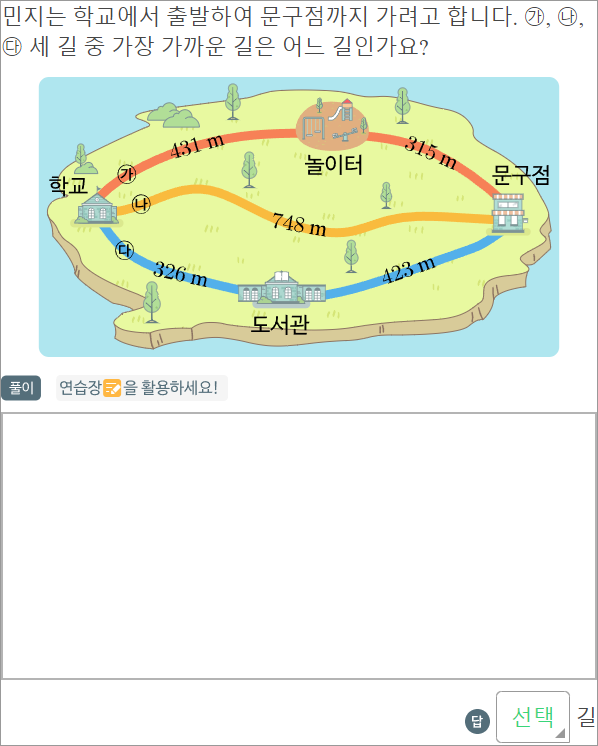 민지는 학교에서 출발하여 문구점까지 가려고 합니다. ㉮, ㉯,
㉰ 세 길 중 가장 가까운 길은 어느 길인가요?
431 m
놀이터
315 m
학교
㉮
문구점
㉯
748 m
㉰
326 m
423 m
도서관
풀이 연습장을 활용하세요!
답 선택 길